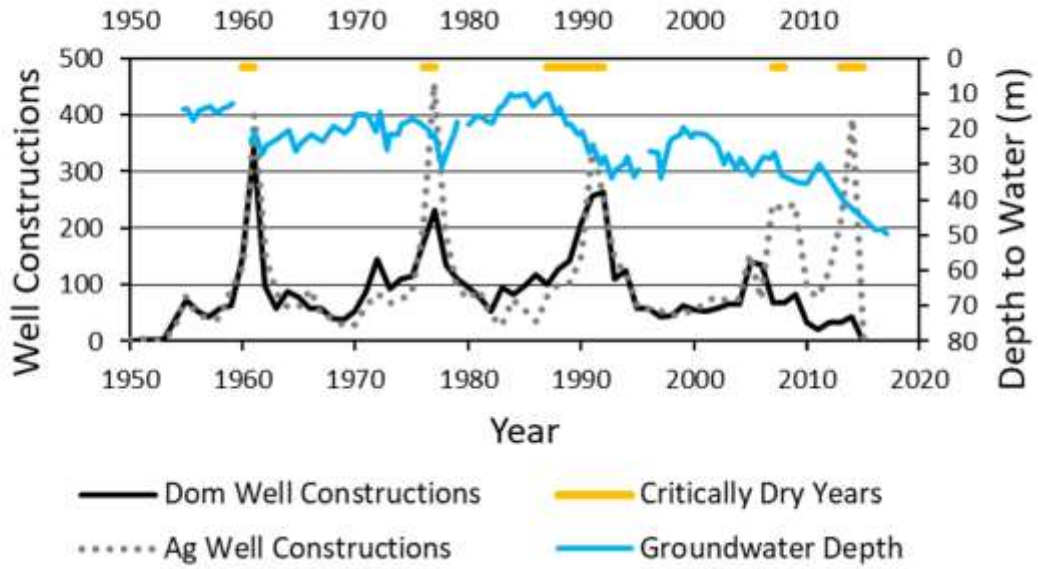 1950 1960 1970 1980 1990 2000 2010
500 0
400 10
300 20
200 30
100 40
0 50
60
70
80
Well Constructions
Depth to Water (m)
1950 1960 1970 1980 1990 2000 2010 2020
Year
Dom Well Constructions Critically Dry Years
Ag Well Constructions Groundwater Depth